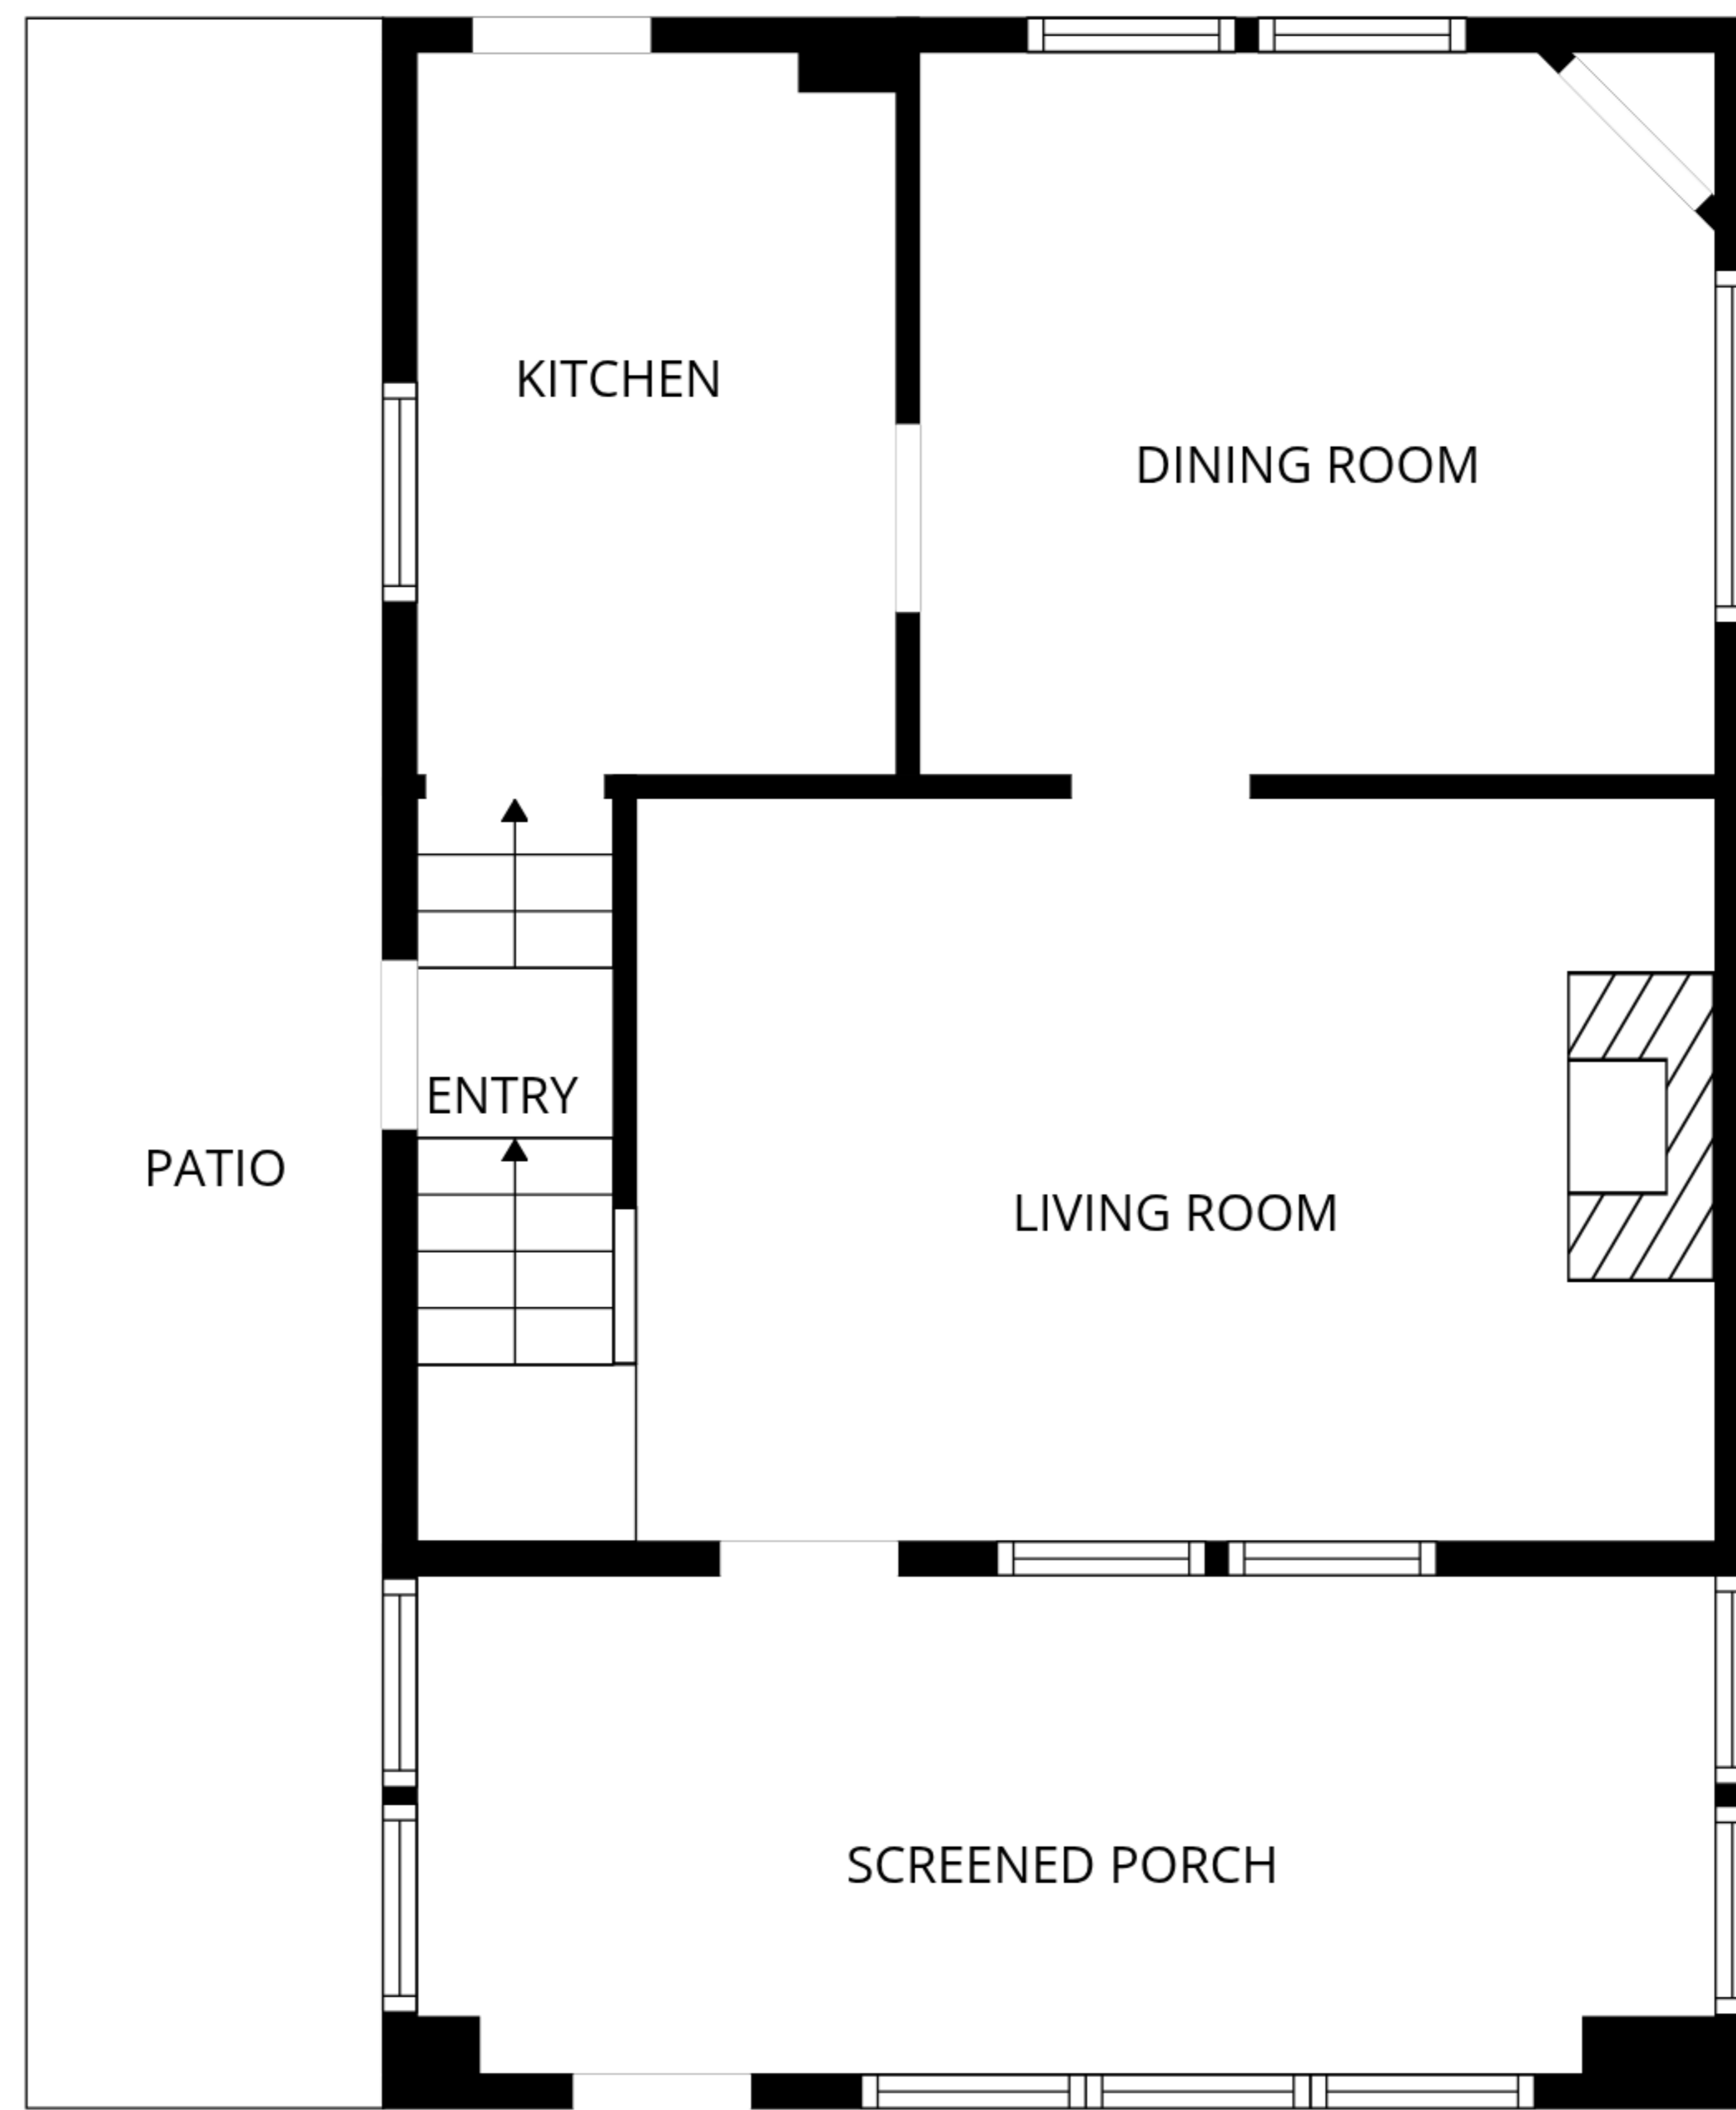 KITCHEN
DINING ROOM
ENTRY
PATIO
LIVING ROOM
SCREENED PORCH